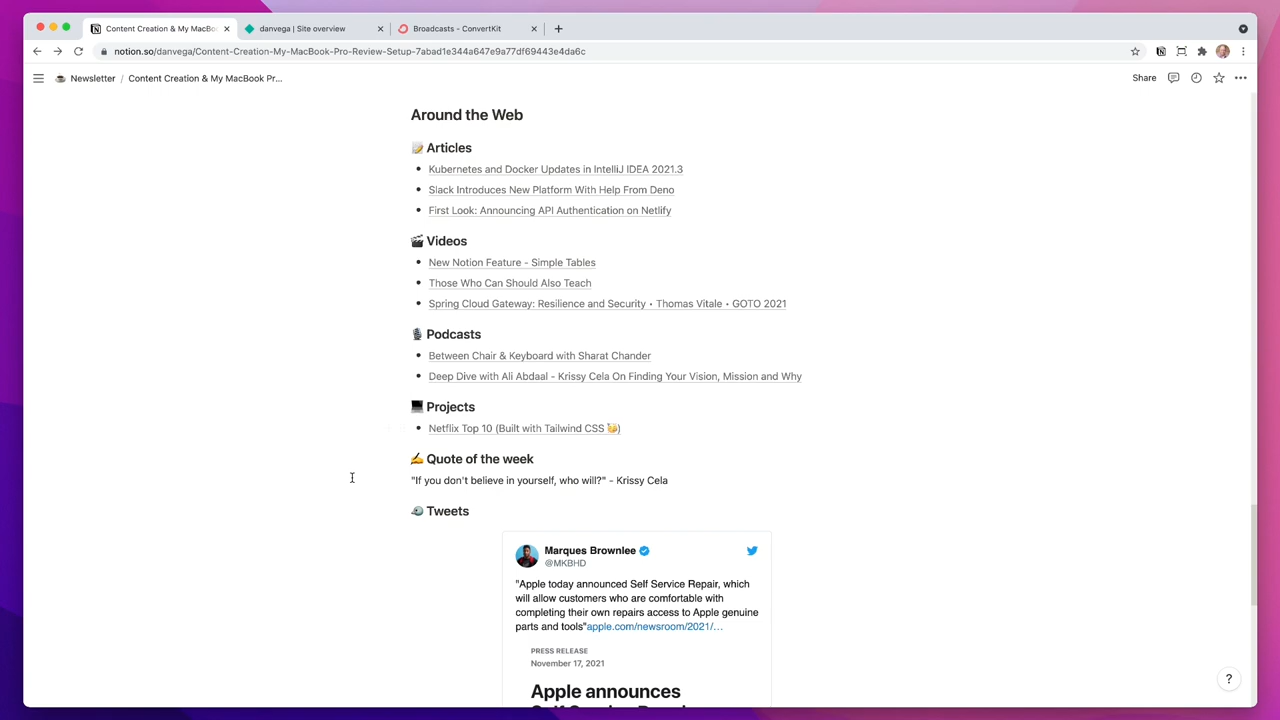 Content Creation & My MacBo
danvega | Site overview
Broadcasts - ConvertKit
notion.so/danvega/Content-Creation-My-MacBook-Pro-Review-Setup-7abad1e344a647e9a77df69443e4da6c
Newsletter / Content Creation & My MacBook Pr...
Share
Around the Web
Articles
Kubernetes and Docker Updates in IntelliJ IDEA 2021.3
Slack Introduces New Platform With Help From Deno
First Look: Announcing API Authentication on Netlify
Videos
New Notion Feature - Simple Tables
Those Who Can Should Also Teach
Spring Cloud Gateway: Resilience and Security • Thomas Vitale • GOTO 2021
Podcasts
Between Chair & Keyboard with Sharat Chander
Deep Dive with Ali Abdaal - Krissy Cela On Finding Your Vision, Mission and Why
Projects
Netflix Top 10 (Built with Tailwind CSS 🥳)
Quote of the week
"If you don't believe in yourself, who will?" - Krissy Cela
Tweets
Marques Brownlee
@MKBHD
"Apple today announced Self Service Repair, which
will allow customers who are comfortable with
completing their own repairs access to Apple genuine
parts and tools"apple.com/newsroom/2021/…
PRESS RELEASE
November 17, 2021
Apple announces
?